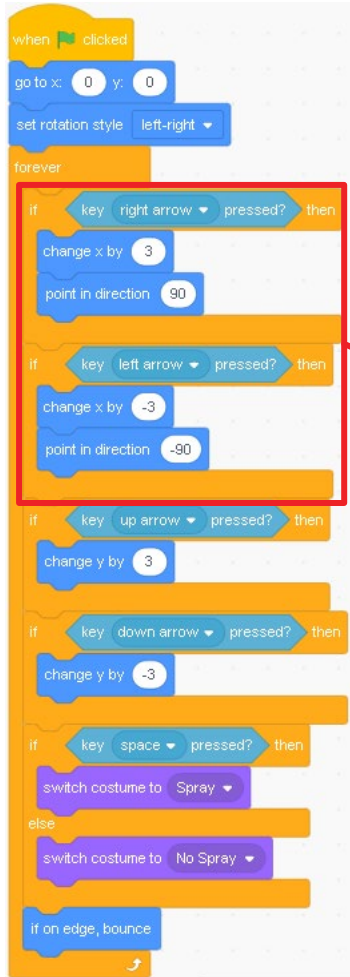 when clicked
go to x: 0 y: 0
set rotation style left-right
forever
if key right arrow pressed? then
change x by 3
point in direction 90
if key left arrow pressed? then
change x by -3
point in direction -90
if key up arrow pressed? then
change y by 3
if key down arrow pressed? then
change y by -3
if key space pressed? then
switch costume to Spray
else
switch costume to No Spray
if on edge, bounce